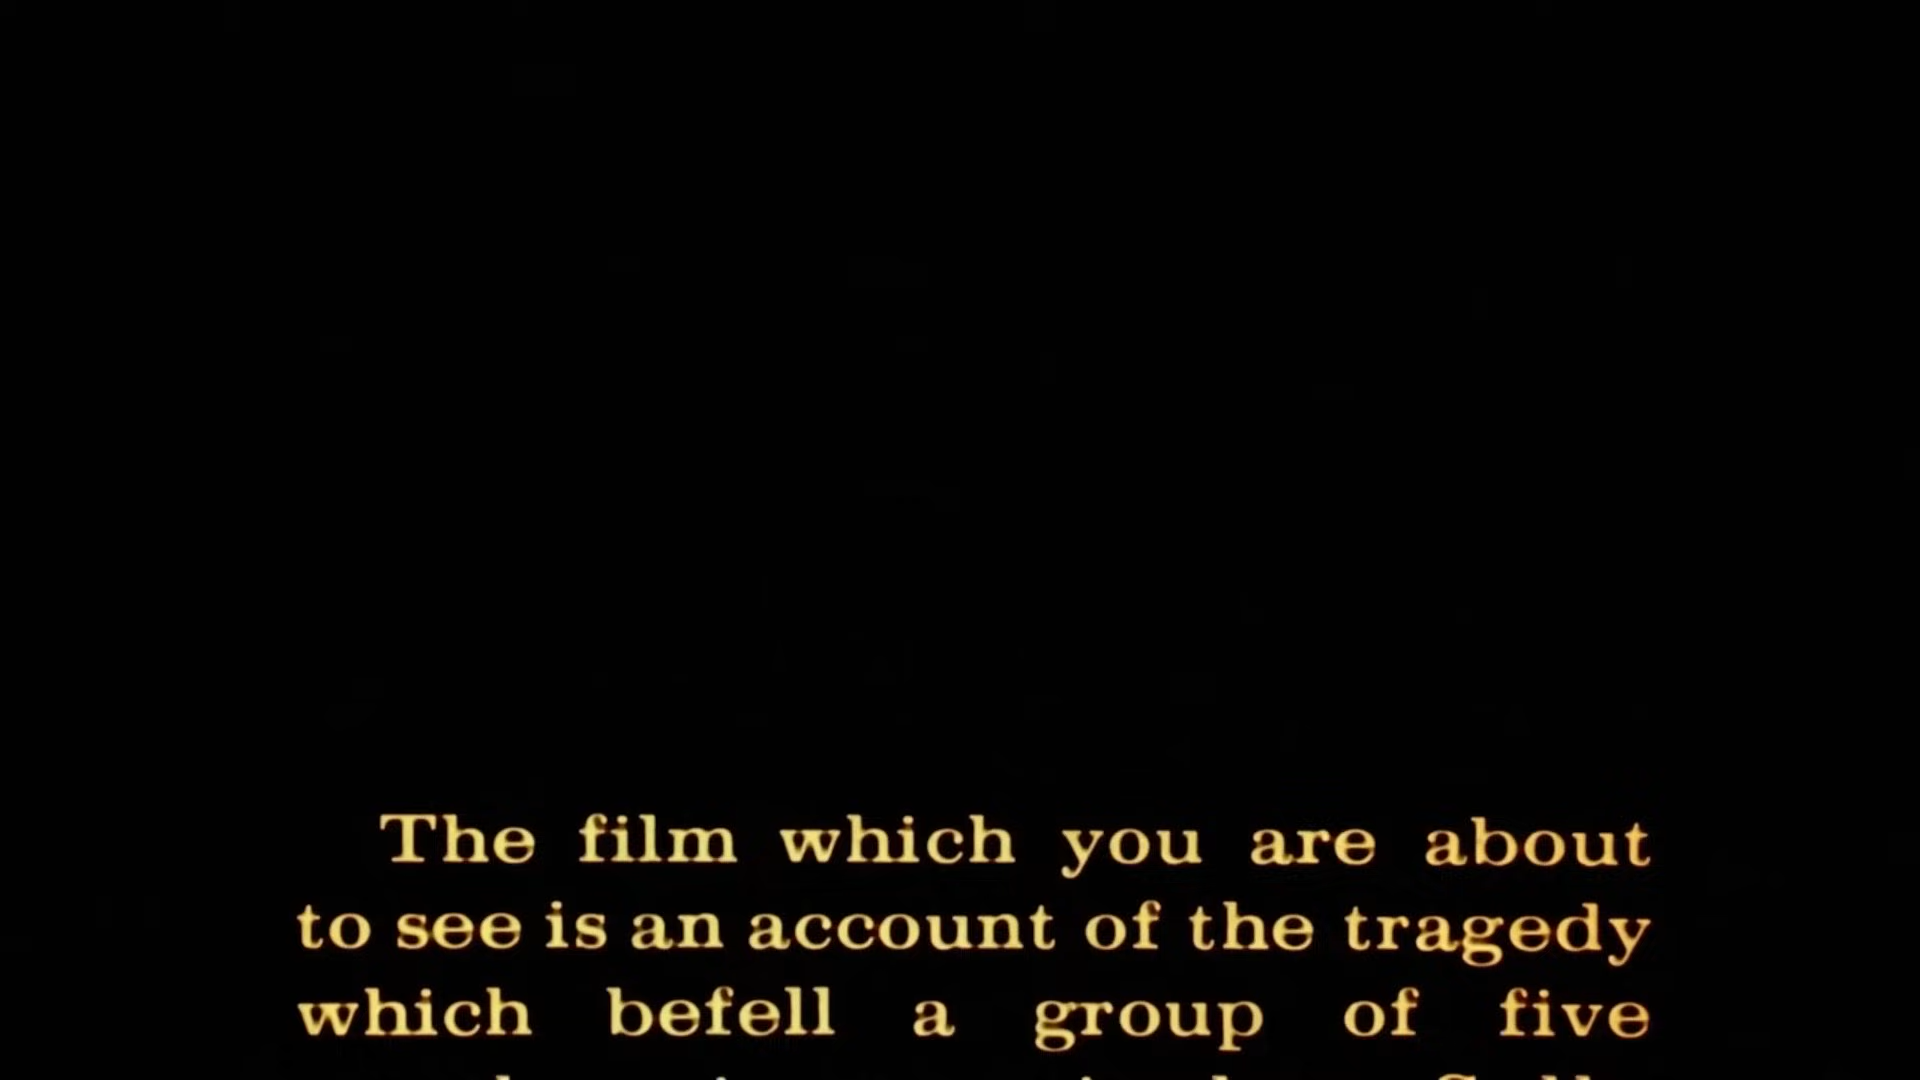 The film which you are about
to see is an account of the tragedy
which befell a group of five